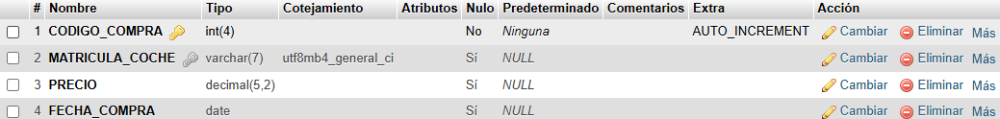 # Nombre Tipo Cotejamiento Atributos Nulo Predeterminado Comentarios Extra Acción
1 CODIGO_COMPRA int(4) No Ninguna AUTO_INCREMENT Cambiar Eliminar Más
2 MATRICULA_COCHE varchar(7) utf8mb4_general_ci Sí NULL Cambiar Eliminar Más
3 PRECIO decimal(5,2) Sí NULL Cambiar Eliminar Más
4 FECHA_COMPRA date Sí NULL Cambiar Eliminar Más